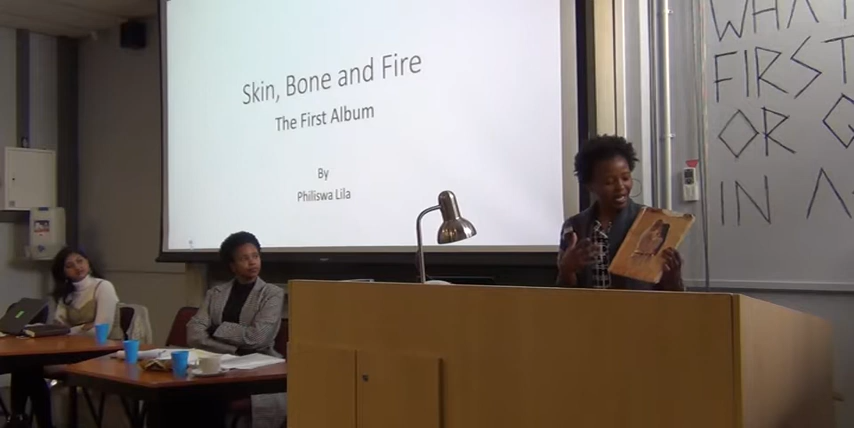 Skin, Bone and Fire
The First Album
By
Philiswa Lila
WHAT
FIRST
OR
IN